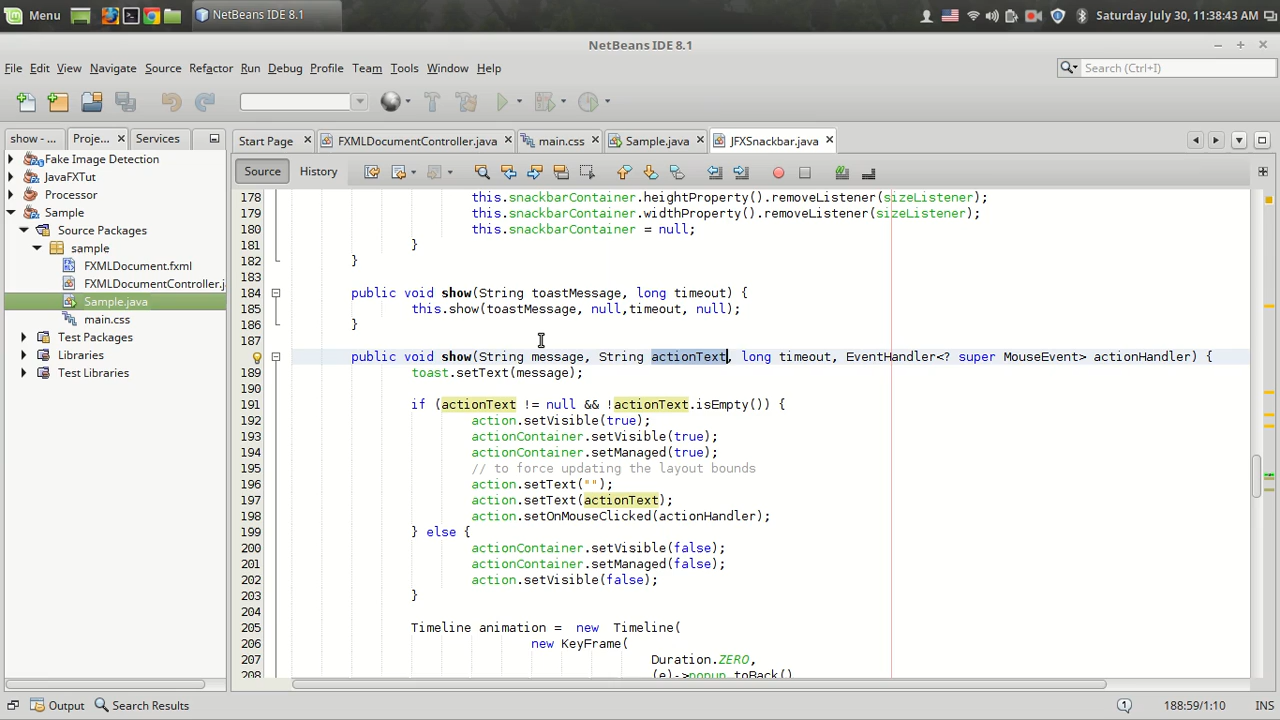 Menu
NetBeans IDE 8.1
Saturday July 30, 11:38:43 AM
NetBeans IDE 8.1
File Edit View Navigate Source Refactor Run Debug Profile Team Tools Window Help
Search (Ctrl+I)
show - ...
Proje...
Services
Start Page
FXMLDocumentController.java
main.css
Sample.java
JFXSnackbar.java
Fake Image Detection
JavaFXTut
Processor
Sample
Source Packages
sample
FXMLDocument.fxml
FXMLDocumentController.j
Sample.java
main.css
Test Packages
Libraries
Test Libraries
Source History
178 this.snackbarContainer.heightProperty().removeListener(sizeListener);
179 this.snackbarContainer.widthProperty().removeListener(sizeListener);
180 this.snackbarContainer = null;
181 }
182 }
183
184 public void show(String toastMessage, long timeout) {
185 this.show(toastMessage, null,timeout, null);
186 }
187
public void show(String message, String actionText, long timeout, EventHandler<? super MouseEvent> actionHandler) {
189 toast.setText(message);
190
191 if (actionText != null && !actionText.isEmpty()) {
192 action.setVisible(true);
193 actionContainer.setVisible(true);
194 actionContainer.setManaged(true);
195 // to force updating the layout bounds
196 action.setText("");
197 action.setText(actionText);
198 action.setOnMouseClicked(actionHandler);
199 } else {
200 actionContainer.setVisible(false);
201 actionContainer.setManaged(false);
202 action.setVisible(false);
203 }
204
205 Timeline animation = new Timeline(
206 new KeyFrame(
207 Duration.ZERO,
208 (e)->popup.toBack()
Output
Search Results
1
188:59/1:10
INS